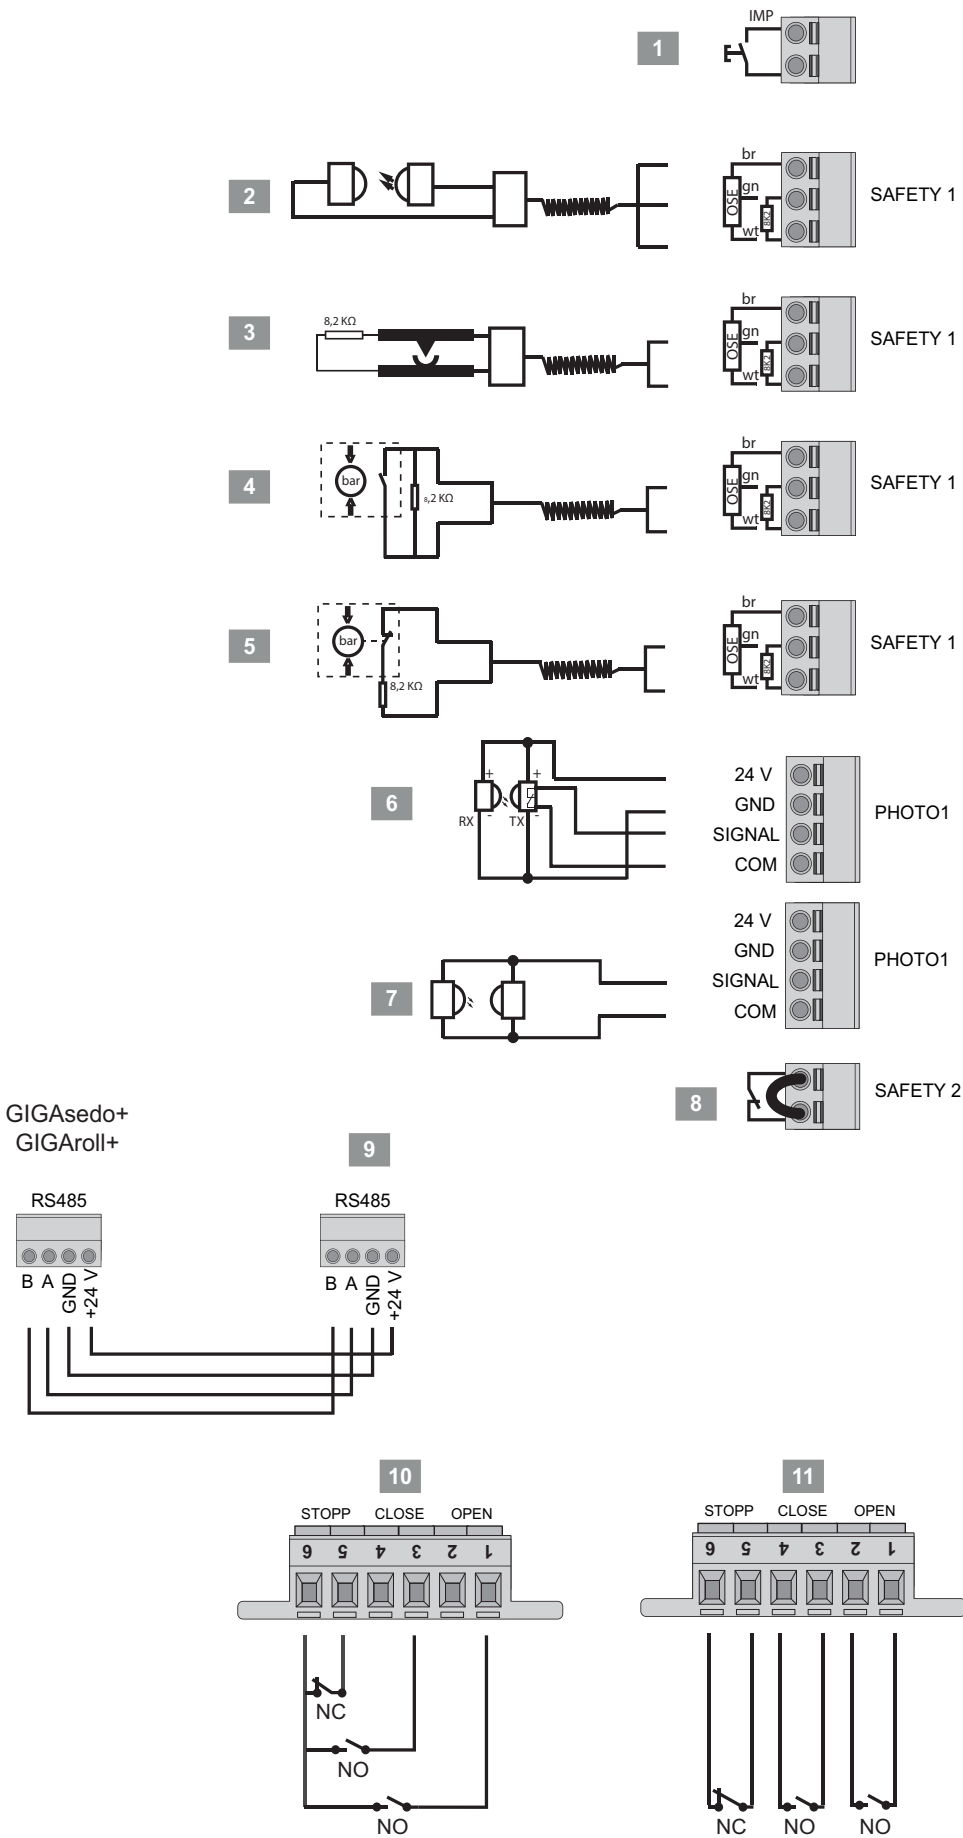 IMP
1
2
br
gn
wt
OSE
8K2
SAFETY 1
3
8,2 KΩ
br
gn
wt
OSE
8K2
SAFETY 1
4
bar
8,2 KΩ
br
gn
wt
OSE
8K2
SAFETY 1
5
bar
8,2 KΩ
br
gn
wt
OSE
8K2
SAFETY 1
6
+ +
- -
RX TX
24 V
GND
SIGNAL
COM
PHOTO1
7
24 V
GND
SIGNAL
COM
PHOTO1
8
SAFETY 2
GIGAsedo+
GIGAroll+
9
RS485
B A GND +24 V
RS485
B A GND +24 V
10
STOPP CLOSE OPEN
6 5 4 3 2 1
NC
NO
NO
11
STOPP CLOSE OPEN
6 5 4 3 2 1
NC NO NO